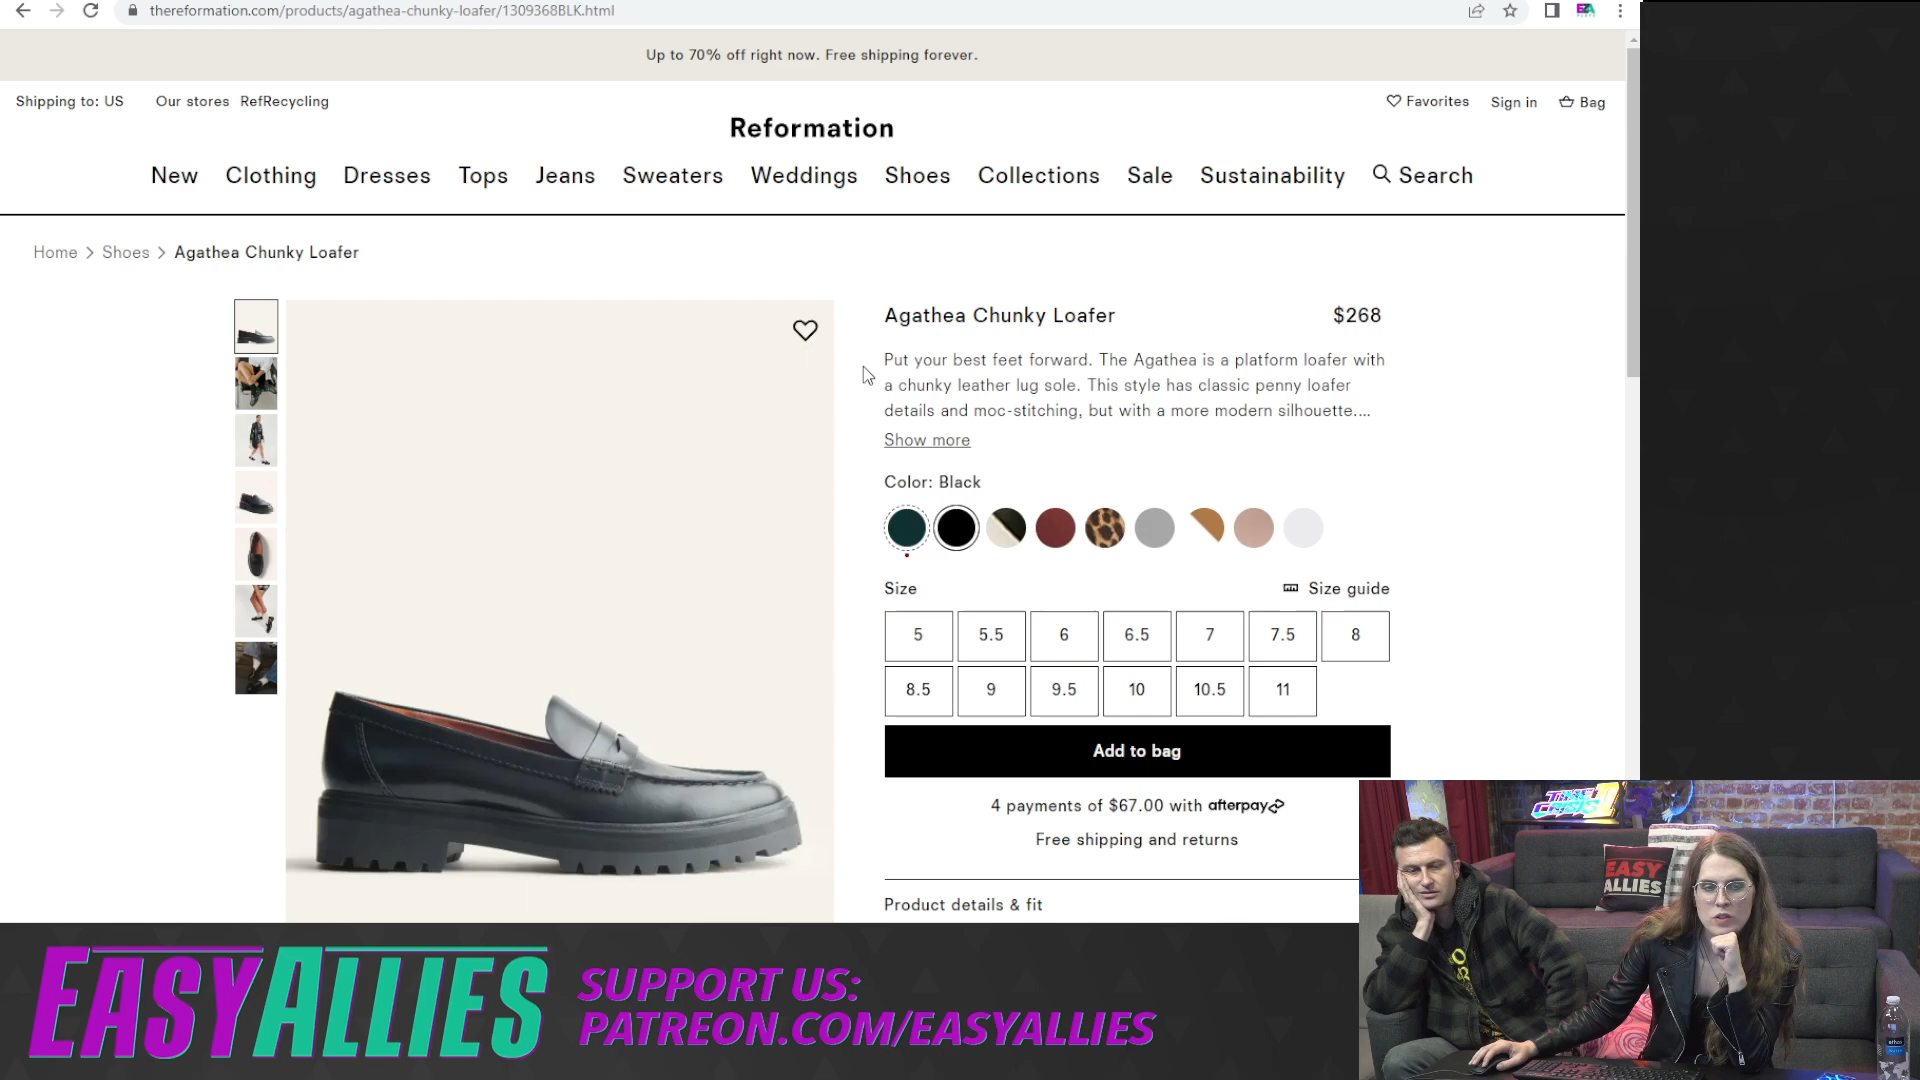 thereformation.com/products/agathea-chunky-loafer/1309368BLK.html
Up to 70% off right now. Free shipping forever.
Shipping to: US Our stores RefRecycling Favorites Sign in Bag
Reformation
New Clothing Dresses Tops Jeans Sweaters Weddings Shoes Collections Sale Sustainability Search
Home > Shoes > Agathea Chunky Loafer
Agathea Chunky Loafer $268
Put your best feet forward. The Agathea is a platform loafer with
a chunky leather lug sole. This style has classic penny loafer
details and moc-stitching, but with a more modern silhouette....
Show more
Color: Black
Size Size guide
5 5.5 6 6.5 7 7.5 8
8.5 9 9.5 10 10.5 11
Add to bag
4 payments of $67.00 with afterpay
Free shipping and returns
Product details & fit
TIME CRISIS II
EASY
ALLIES
EASYALLIES
SUPPORT US:
PATREON.COM/EASYALLIES